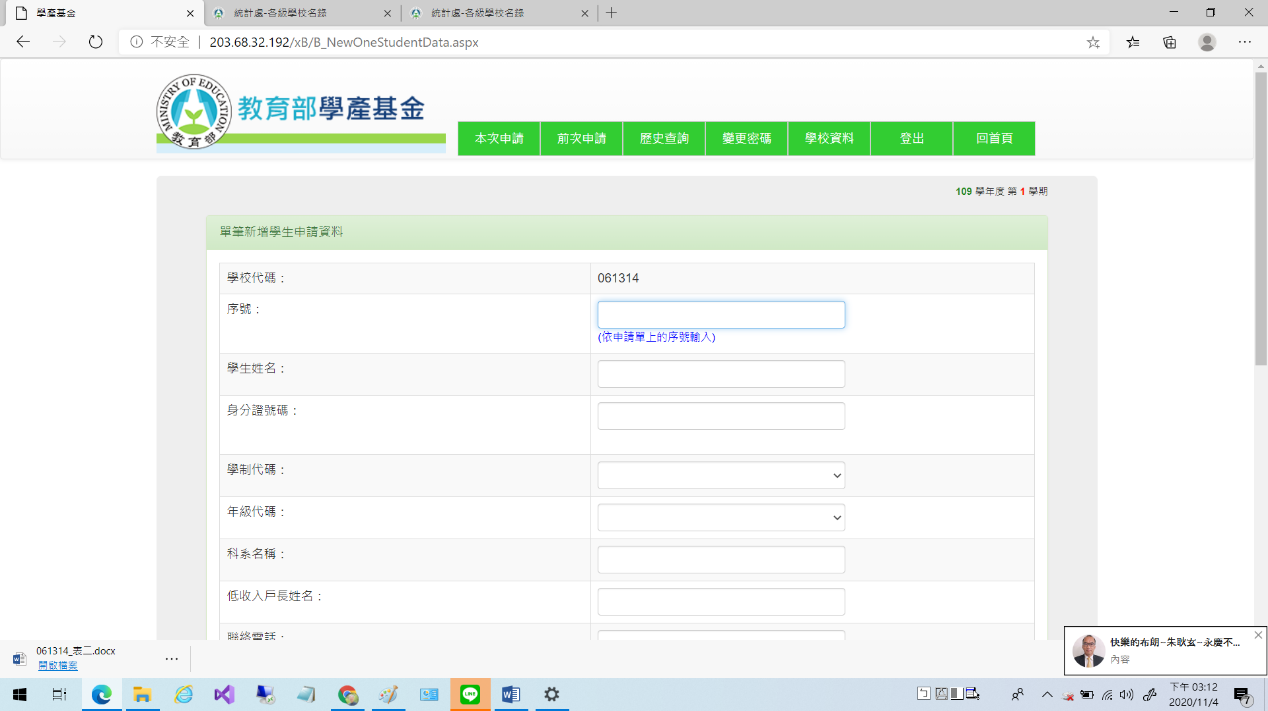 學產基金
統計處-各級學校名錄
統計處-各級學校名錄
不安全
203.68.32.192/xB/B_NewOneStudentData.aspx
MINISTRY OF EDUCATION
教育部
教育部學產基金
本次申請
前次申請
歷史查詢
變更密碼
學校資料
登出
回首頁
109 學年度 第 1 學期
單筆新增學生申請資料
學校代碼：
061314
序號：
(依申請單上的序號輸入)
學生姓名：
身分證號碼：
學制代碼：
年級代碼：
科系名稱：
低收入戶長姓名：
聯絡電話：
061314_表二.docx
開啟檔案
快樂的布朗~朱耿玄~永慶不...
內容
下午 03:12
2020/11/4
7